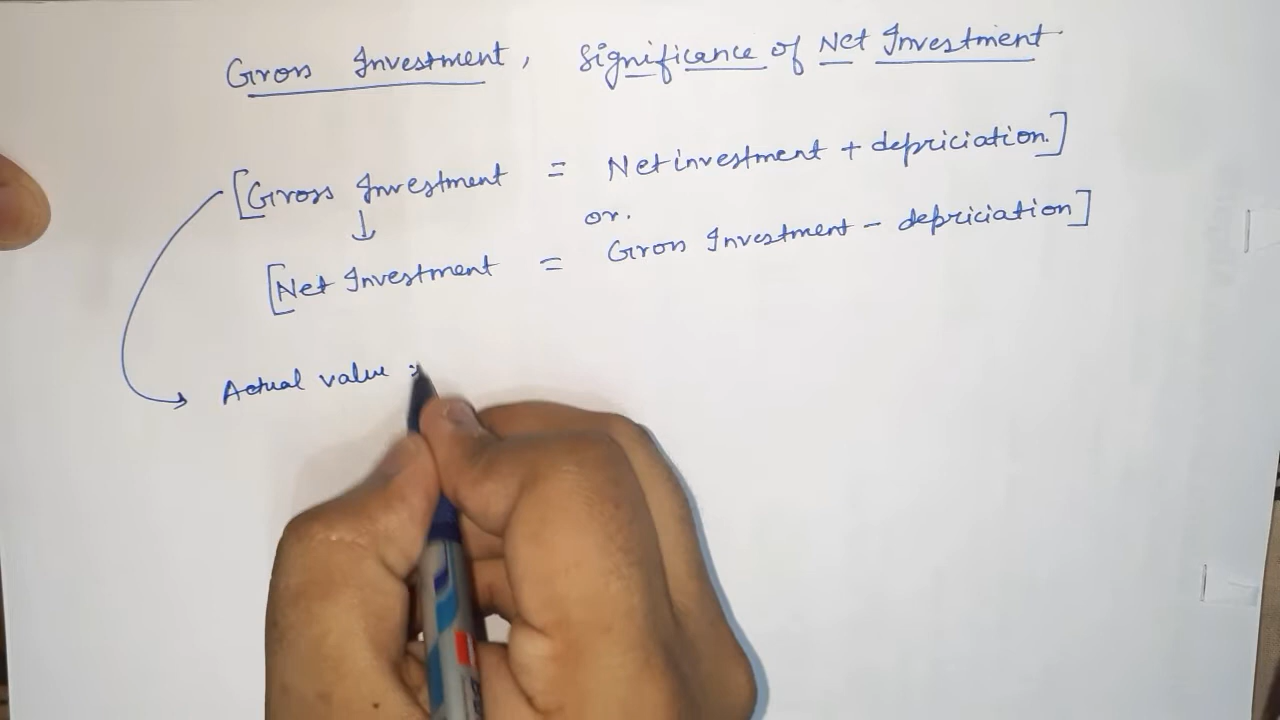 Gross Investment, Significance of Net Investment
[Gross Investment = Net investment + depriciation.]
↓ or.
[Net Investment = Gross Investment - depriciation]
Actual value